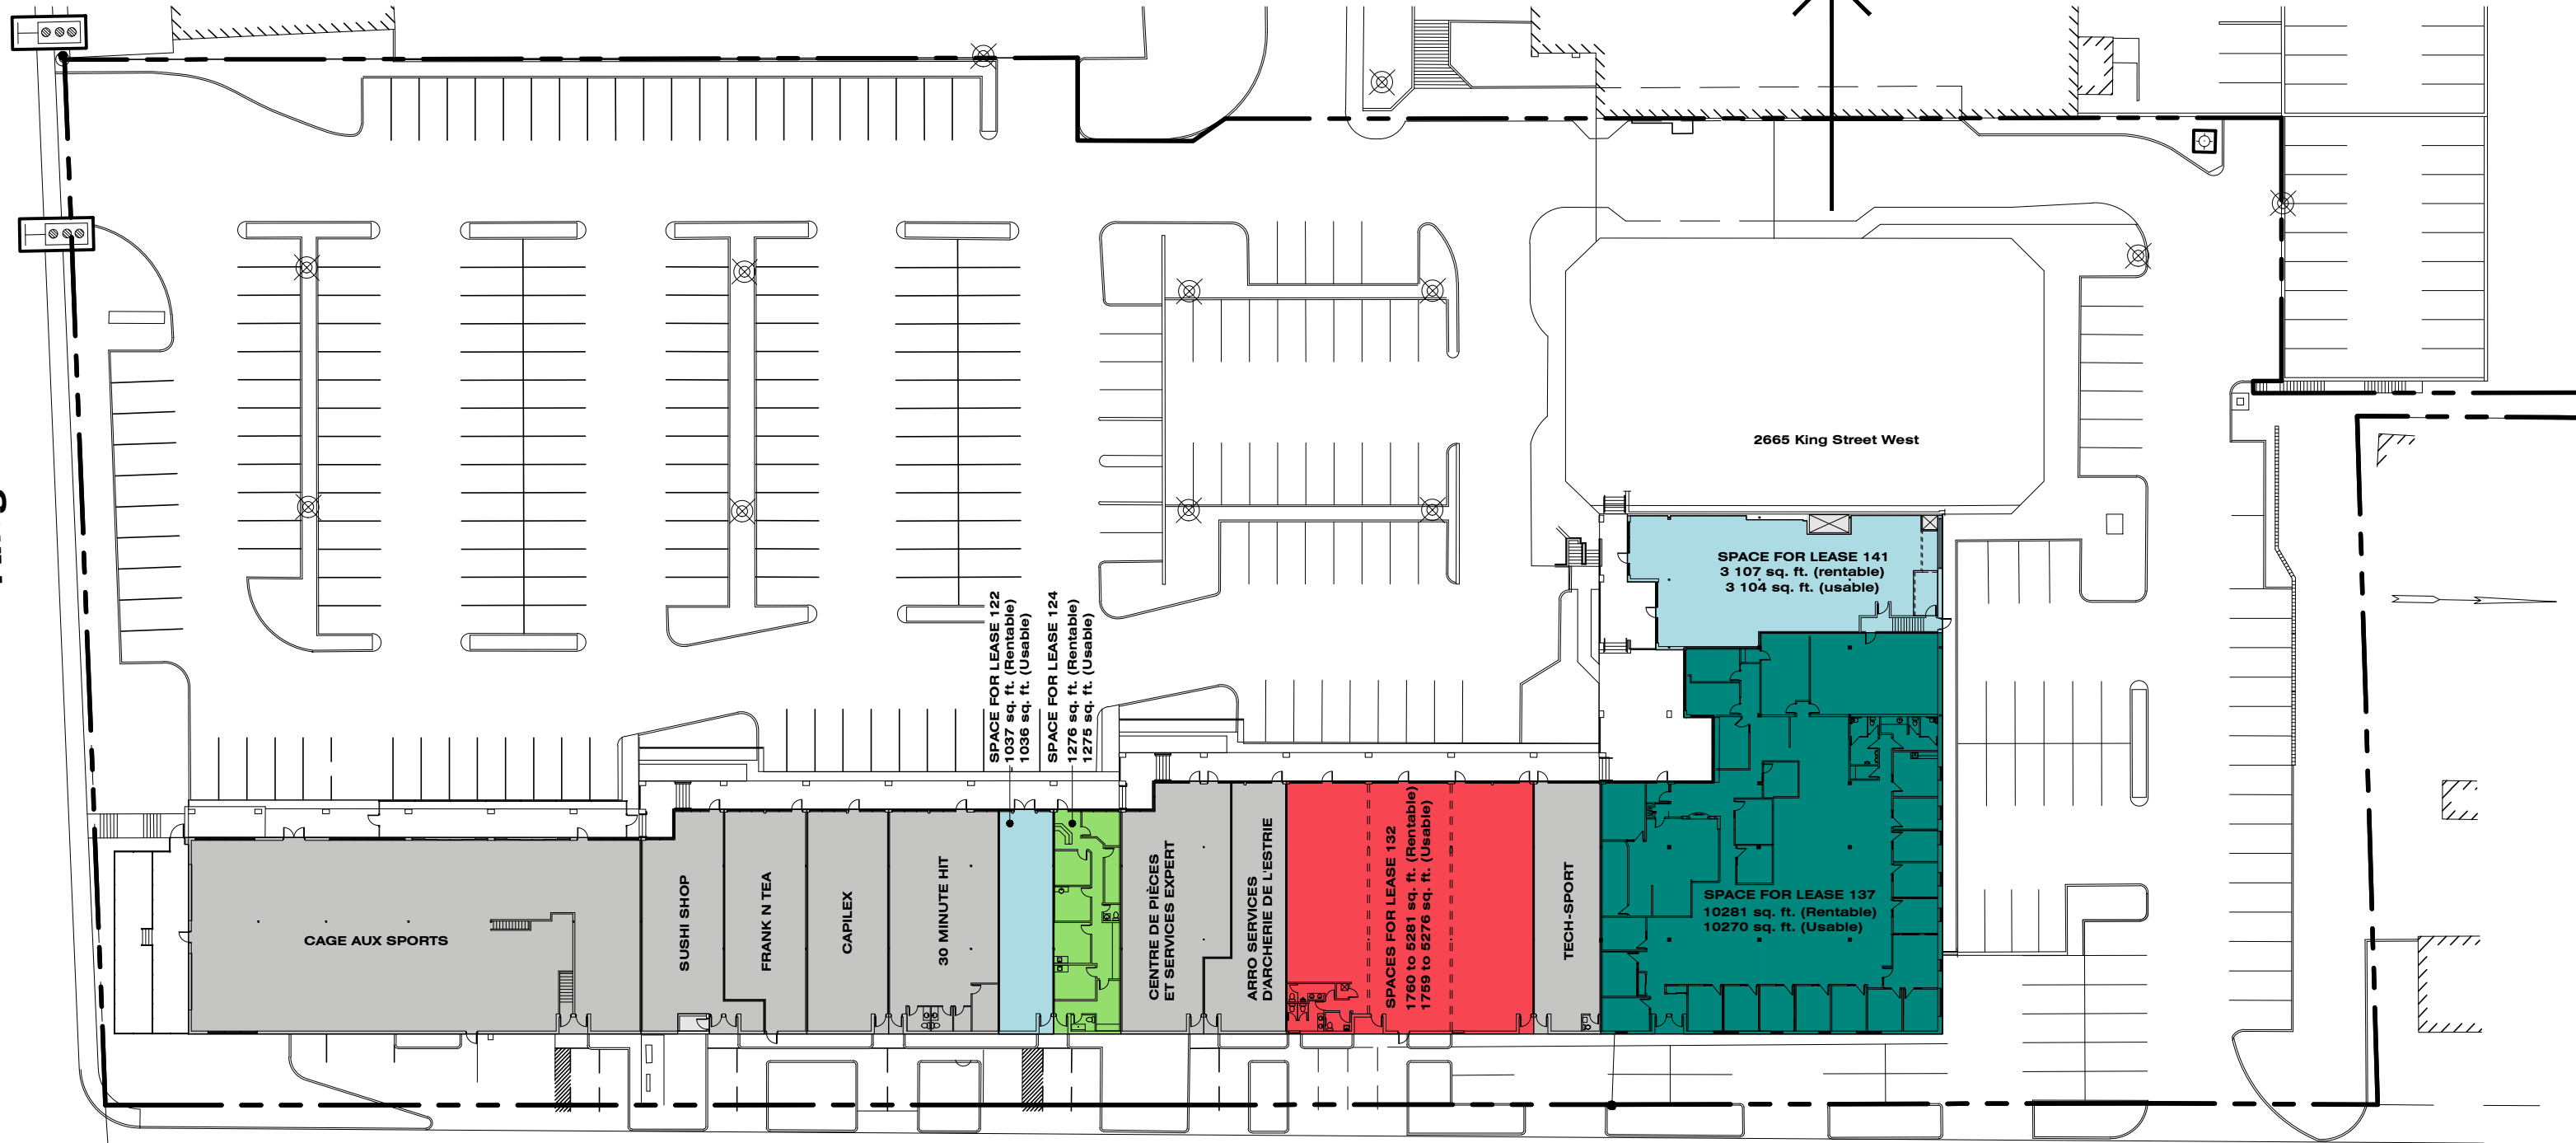 2665 King Street West
SPACE FOR LEASE 141
3 107 sq. ft. (rentable)
3 104 sq. ft. (usable)
SPACE FOR LEASE 122
1037 sq. ft. (Rentable)
1036 sq. ft. (Usable)
SPACE FOR LEASE 124
1276 sq. ft. (Rentable)
1275 sq. ft. (Usable)
CAGE AUX SPORTS
SUSHI SHOP
FRANK N TEA
CAPILEX
30 MINUTE HIT
CENTRE DE PIÈCES
ET SERVICES EXPERT
ARRO SERVICES
D'ARCHERIE DE L'ESTRIE
SPACES FOR LEASE 132
1760 to 5281 sq. ft. (Rentable)
1759 to 5276 sq. ft. (Usable)
TECH-SPORT
SPACE FOR LEASE 137
10281 sq. ft. (Rentable)
10270 sq. ft. (Usable)